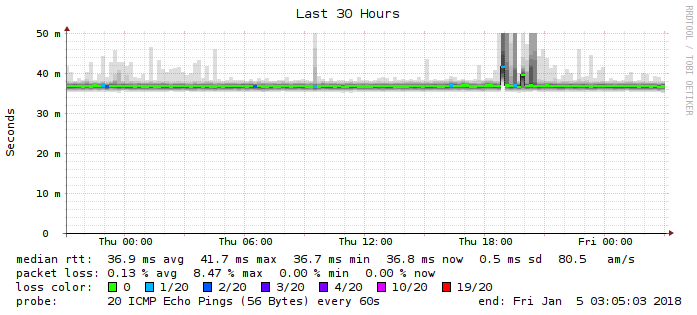 Last 30 Hours
RRDTOOL / TOBI OETIKER
Seconds
50 m
40 m
30 m
20 m
10 m
0
Thu 00:00 Thu 06:00 Thu 12:00 Thu 18:00 Fri 00:00
median rtt: 36.9 ms avg 41.7 ms max 36.7 ms min 36.8 ms now 0.5 ms sd 80.5 am/s
packet loss: 0.13 % avg 8.47 % max 0.00 % min 0.00 % now
loss color: 0 1/20 2/20 3/20 4/20 10/20 19/20
probe: 20 ICMP Echo Pings (56 Bytes) every 60s end: Fri Jan 5 03:05:03 2018